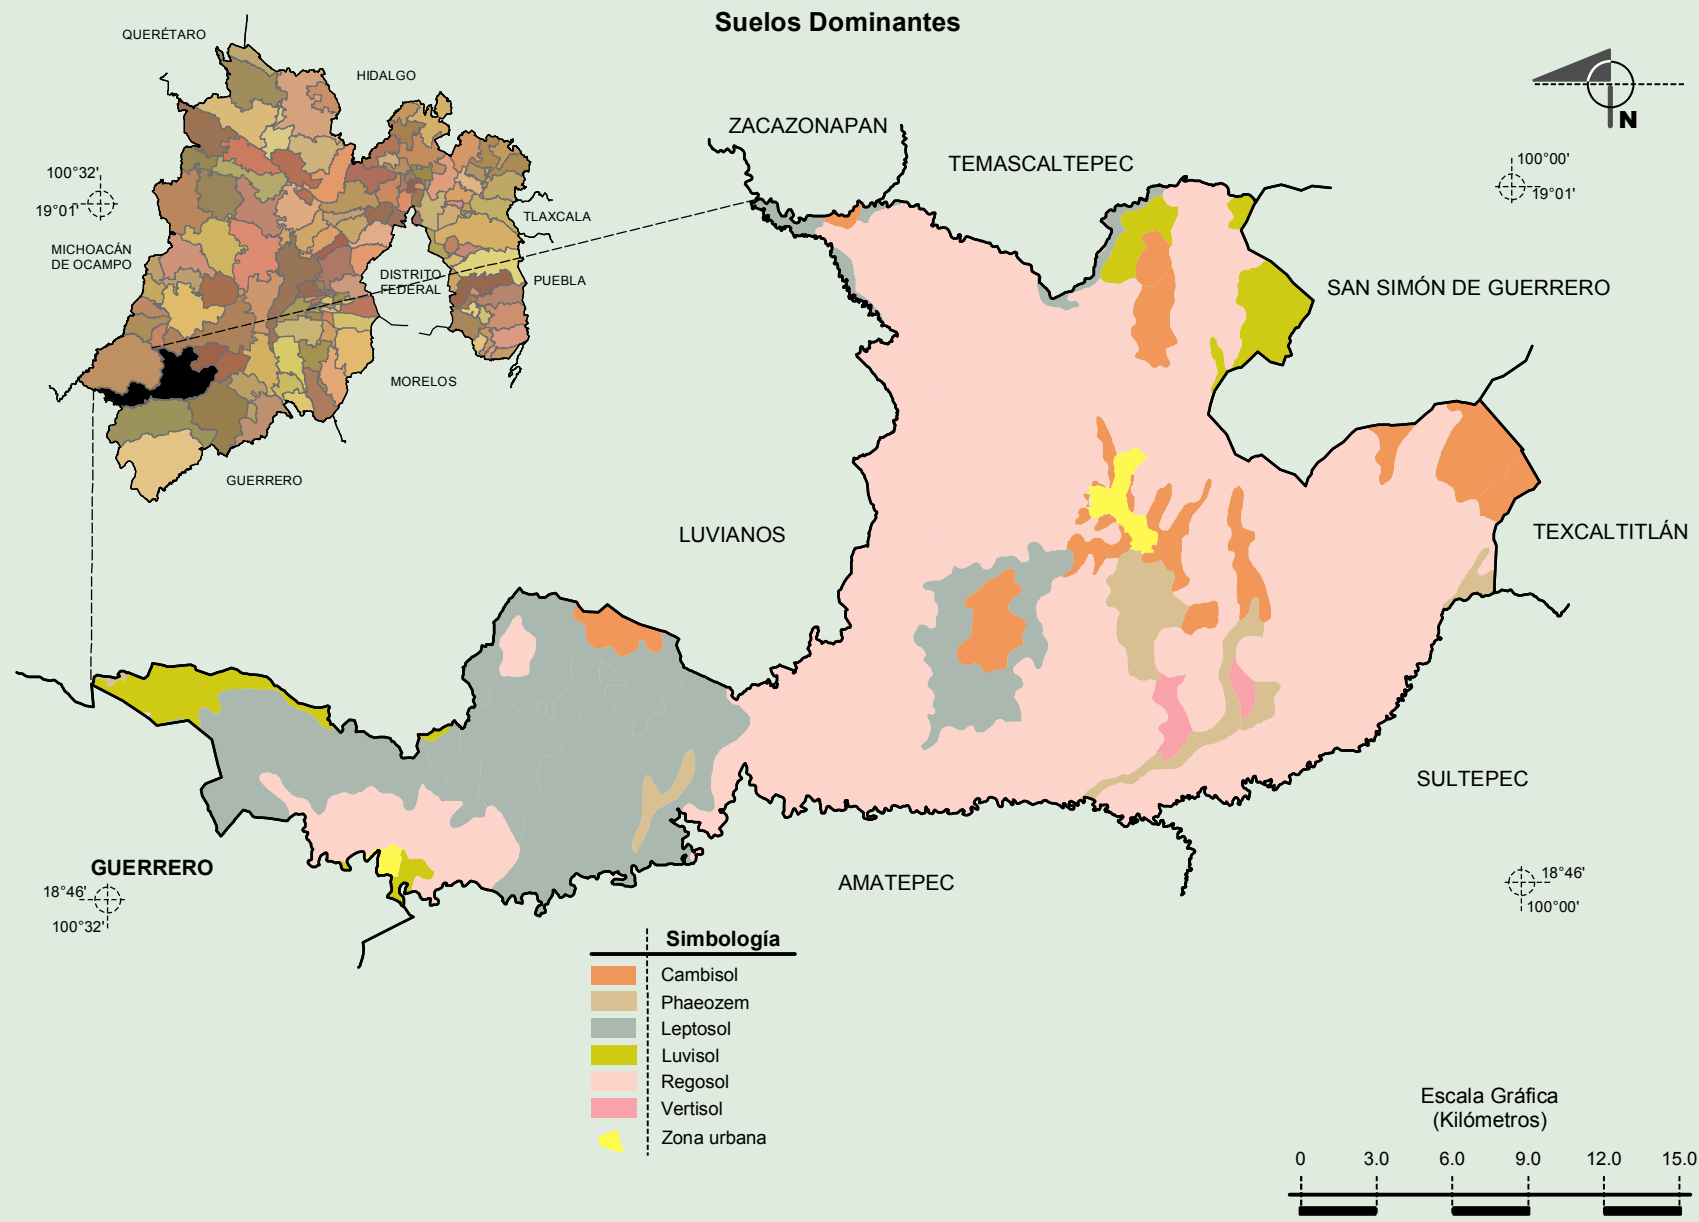 Suelos Dominantes
QUERÉTARO
HIDALGO
N
ZACAZONAPAN
TEMASCALTEPEC
100°32'
19°01'
100°00'
19°01'
TLAXCALA
MICHOACÁN
DE OCAMPO
DISTRITO
FEDERAL
PUEBLA
SAN SIMÓN DE GUERRERO
MORELOS
GUERRERO
LUVIANOS
TEXCALTITLÁN
SULTEPEC
GUERRERO
AMATEPEC
18°46'
100°32'
18°46'
100°00'
Simbología
Cambisol
Phaeozem
Leptosol
Luvisol
Regosol
Vertisol
Zona urbana
Escala Gráfica
(Kilómetros)
0 3.0 6.0 9.0 12.0 15.0